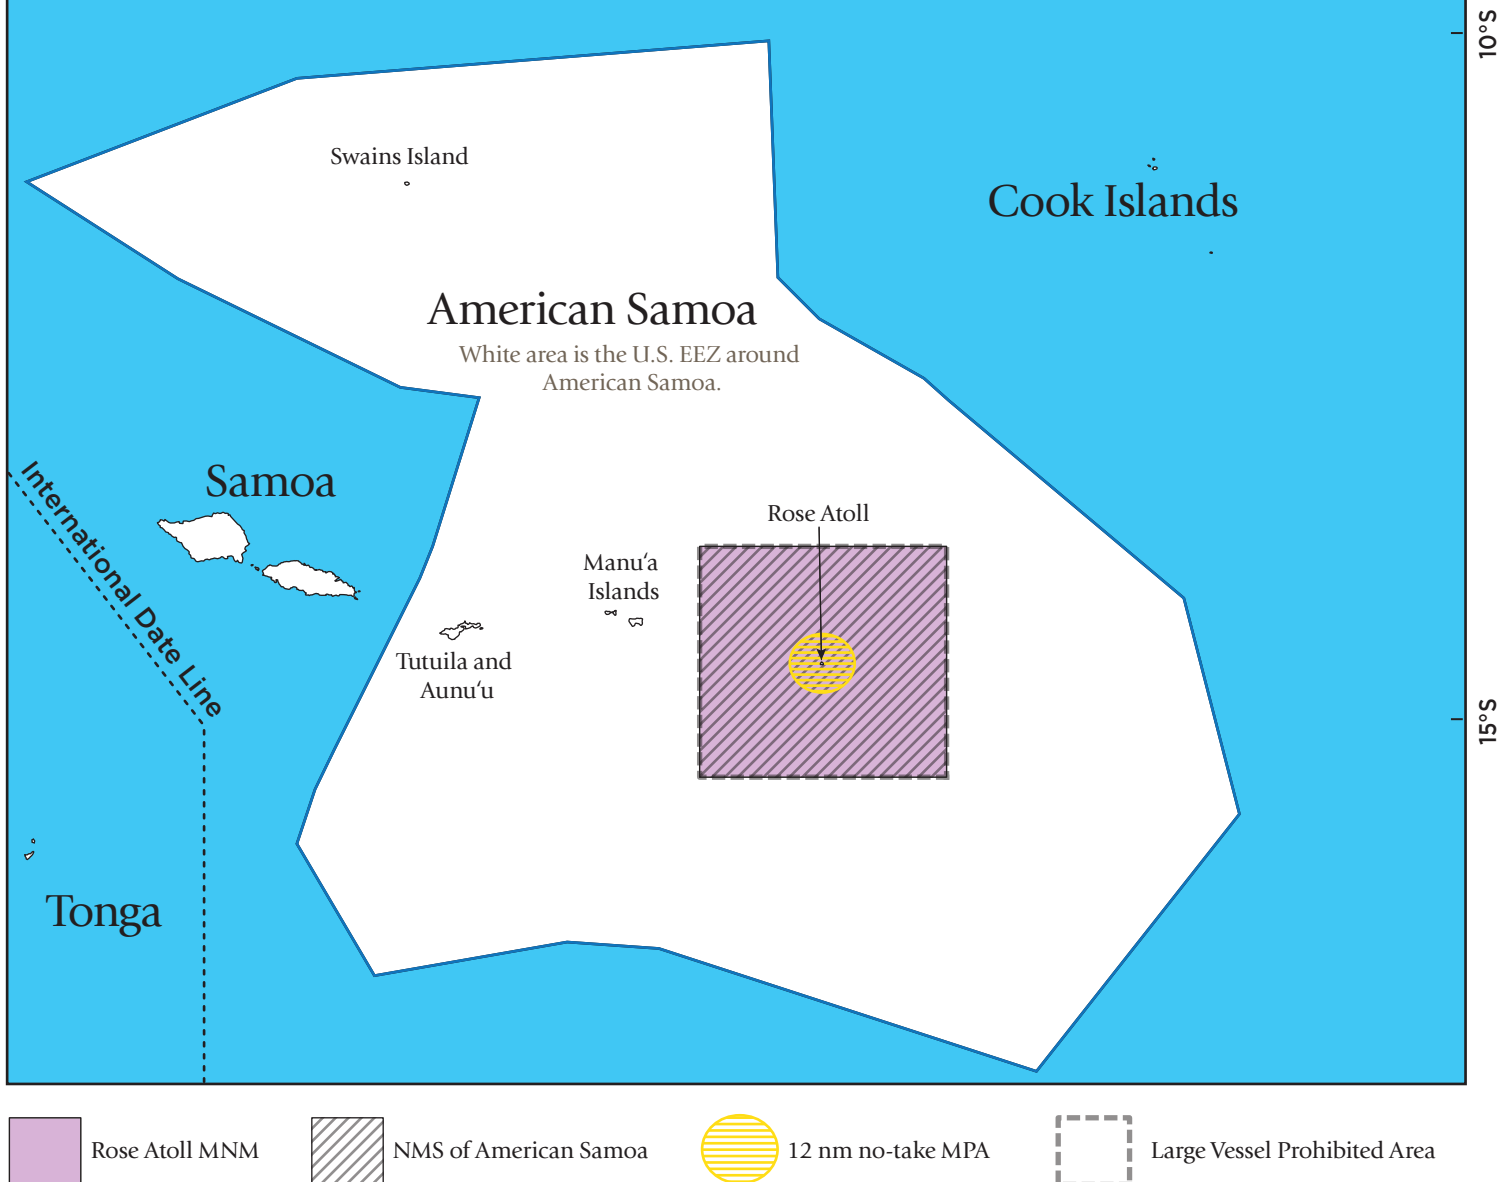 10°S
Swains Island
Cook Islands
American Samoa
White area is the U.S. EEZ around
American Samoa.
Samoa
International Date Line
Rose Atoll
Manu‘a
Islands
Tutuila and
Aunu‘u
15°S
Tonga
Rose Atoll MNM
NMS of American Samoa
12 nm no-take MPA
Large Vessel Prohibited Area